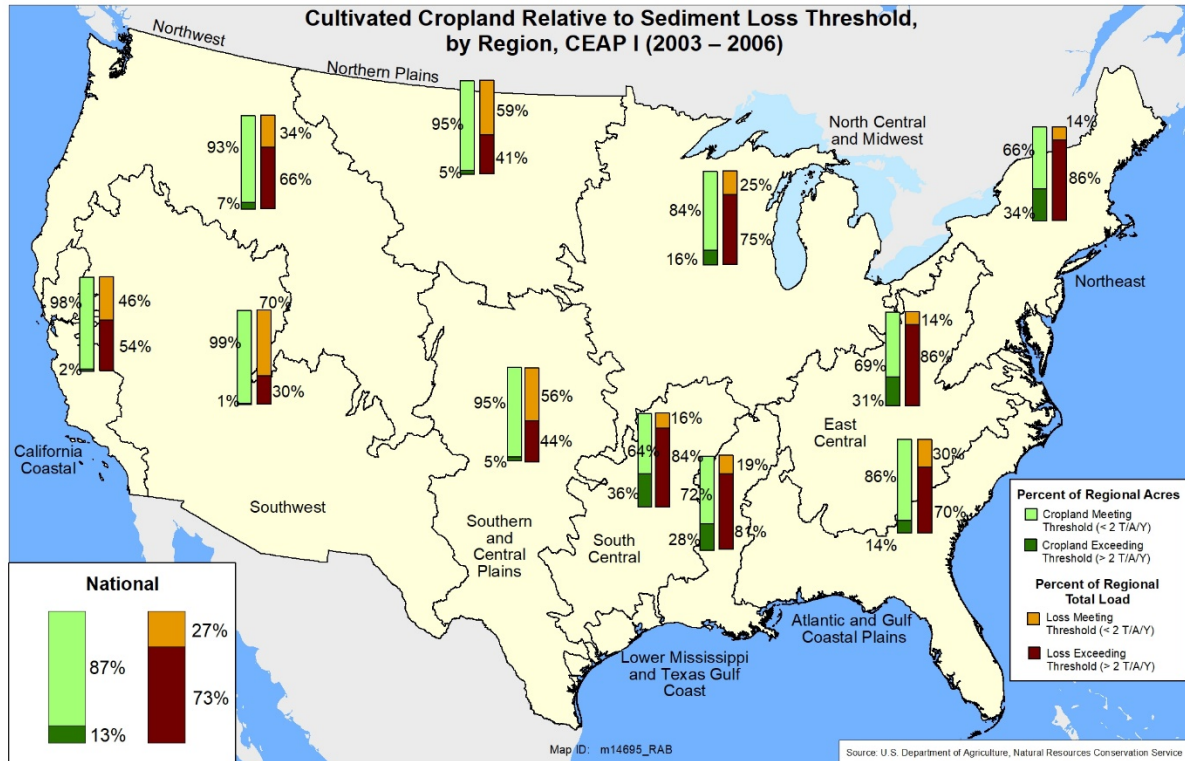 Cultivated Cropland Relative to Sediment Loss Threshold,
by Region, CEAP I (2003 – 2006)
Northwest
Northern Plains
North Central
and Midwest
Northeast
95%
5%
59%
41%
93%
7%
34%
66%
84%
16%
25%
75%
66%
34%
14%
86%
98%
2%
46%
54%
99%
1%
70%
30%
69%
31%
14%
86%
95%
5%
56%
44%
64%
36%
16%
84%
72%
28%
19%
81%
86%
14%
30%
70%
California
Coastal
Southwest
Southern
and
Central
Plains
South
Central
East
Central
Lower Mississippi
and Texas Gulf
Coast
Atlantic and Gulf
Coastal Plains
National
87%
13%
27%
73%
Percent of Regional Acres
Cropland Meeting
Threshold (< 2 T/A/Y)
Cropland Exceeding
Threshold (> 2 T/A/Y)
Percent of Regional
Total Load
Loss Meeting
Threshold (< 2 T/A/Y)
Loss Exceeding
Threshold (> 2 T/A/Y)
Map ID: m14695_RAB
Source: U.S. Department of Agriculture, Natural Resources Conservation Service